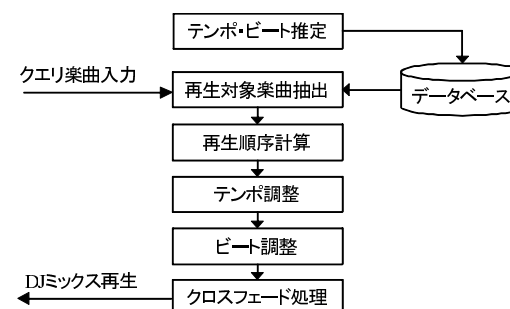 テンポ・ビート推定
クエリ楽曲入力
再生対象楽曲抽出
データベース
再生順序計算
テンポ調整
ビート調整
DJミックス再生
クロスフェード処理